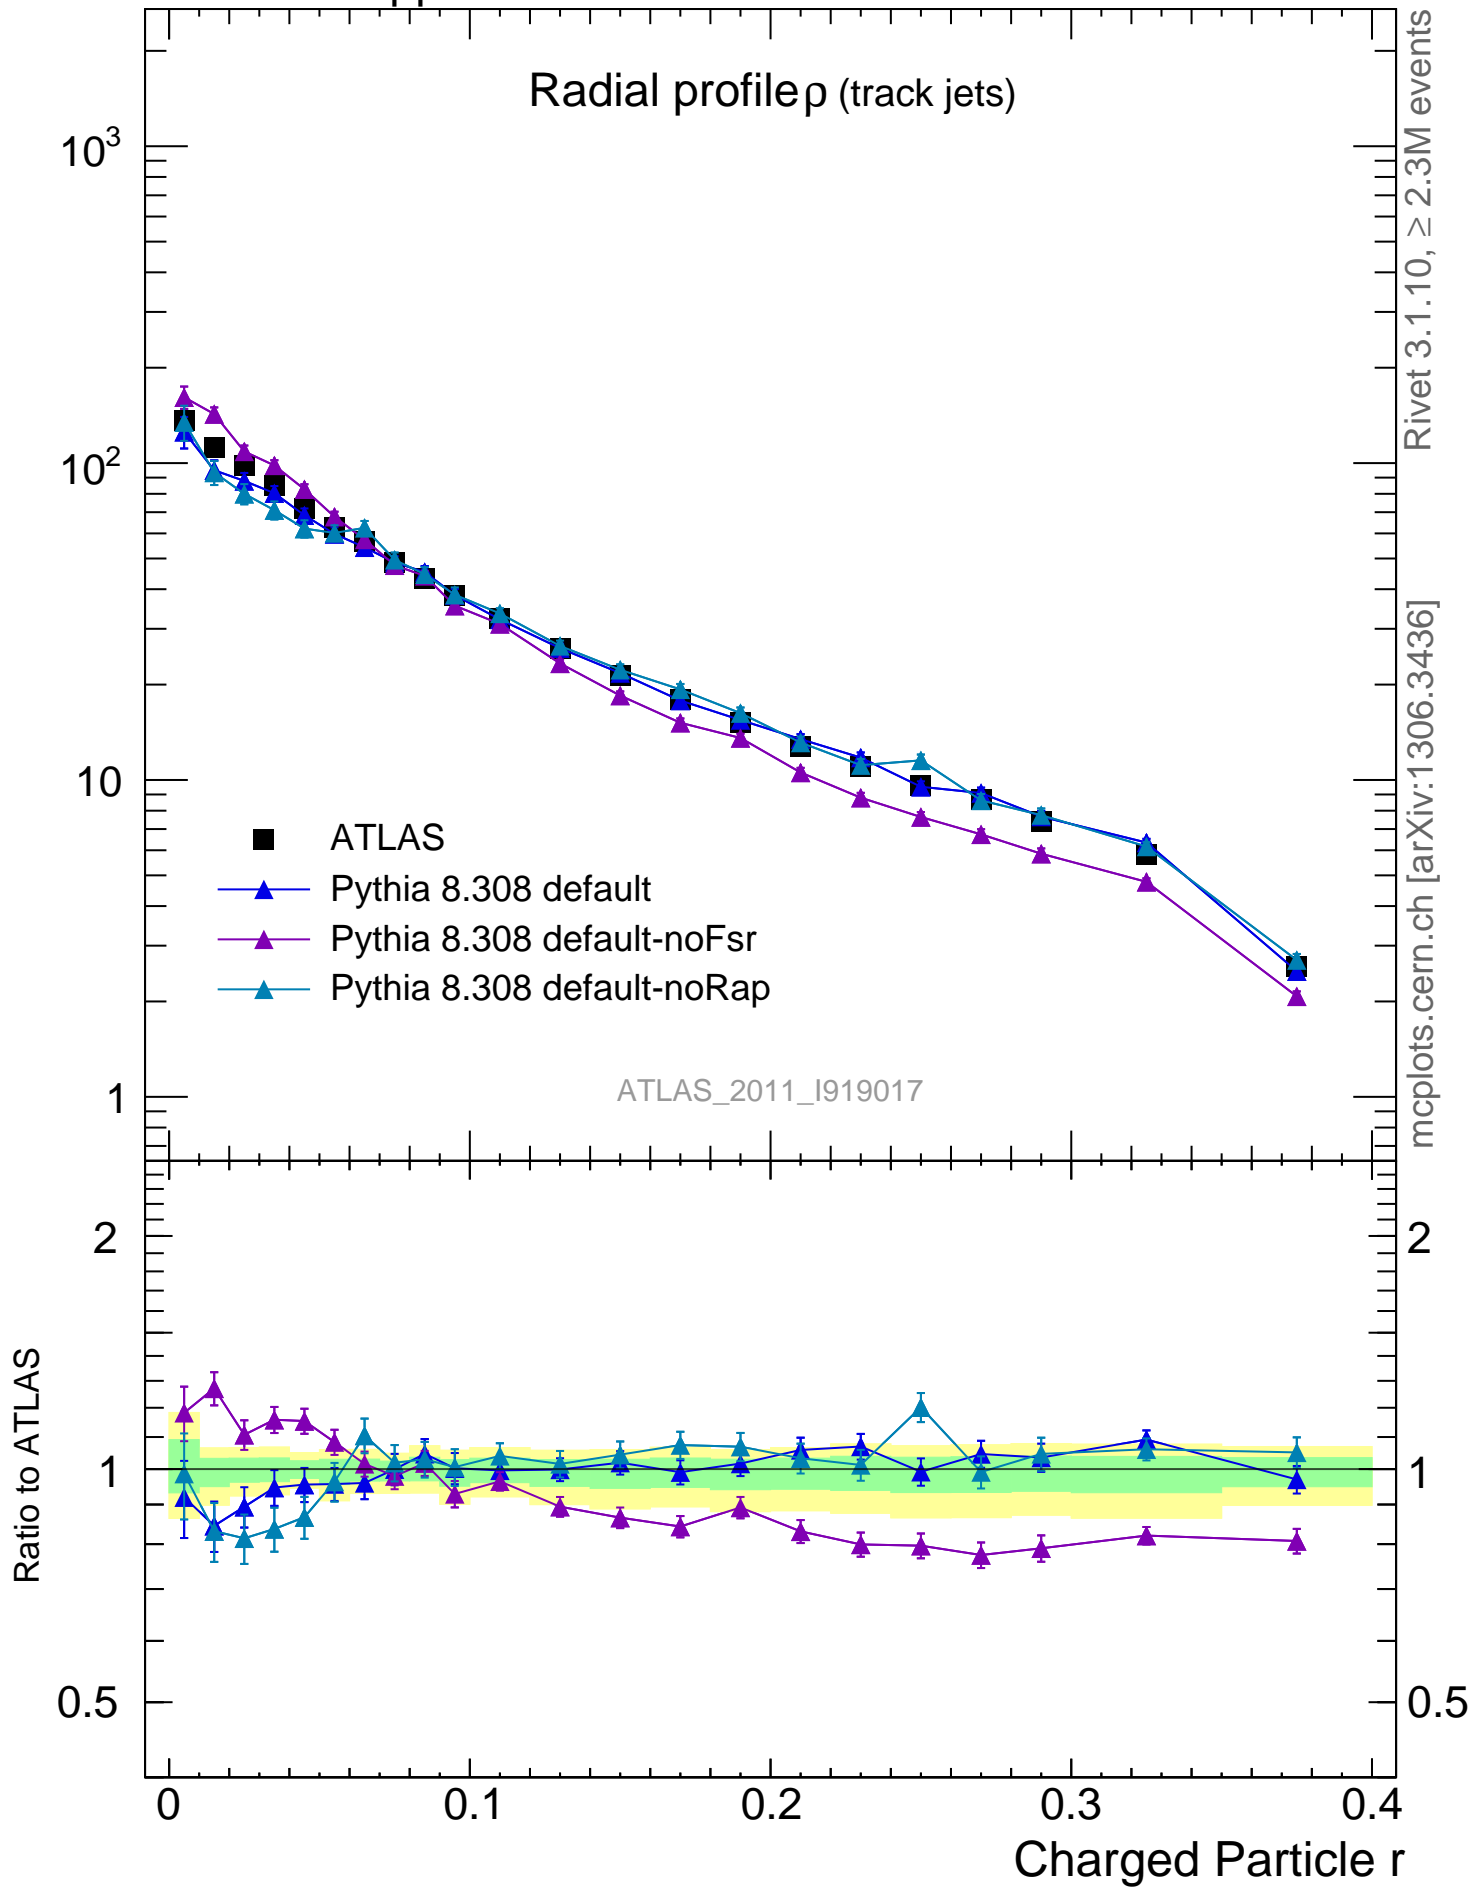 Radial profile ρ (track jets)
10³
10²
10
1
ATLAS
Pythia 8.308 default
Pythia 8.308 default-noFsr
Pythia 8.308 default-noRap
ATLAS_2011_I919017
Rivet 3.1.10, ≥ 2.3M events
mcplots.cern.ch [arXiv:1306.3436]
Ratio to ATLAS
2
1
0.5
2
1
0.5
0 0.1 0.2 0.3 0.4
Charged Particle r